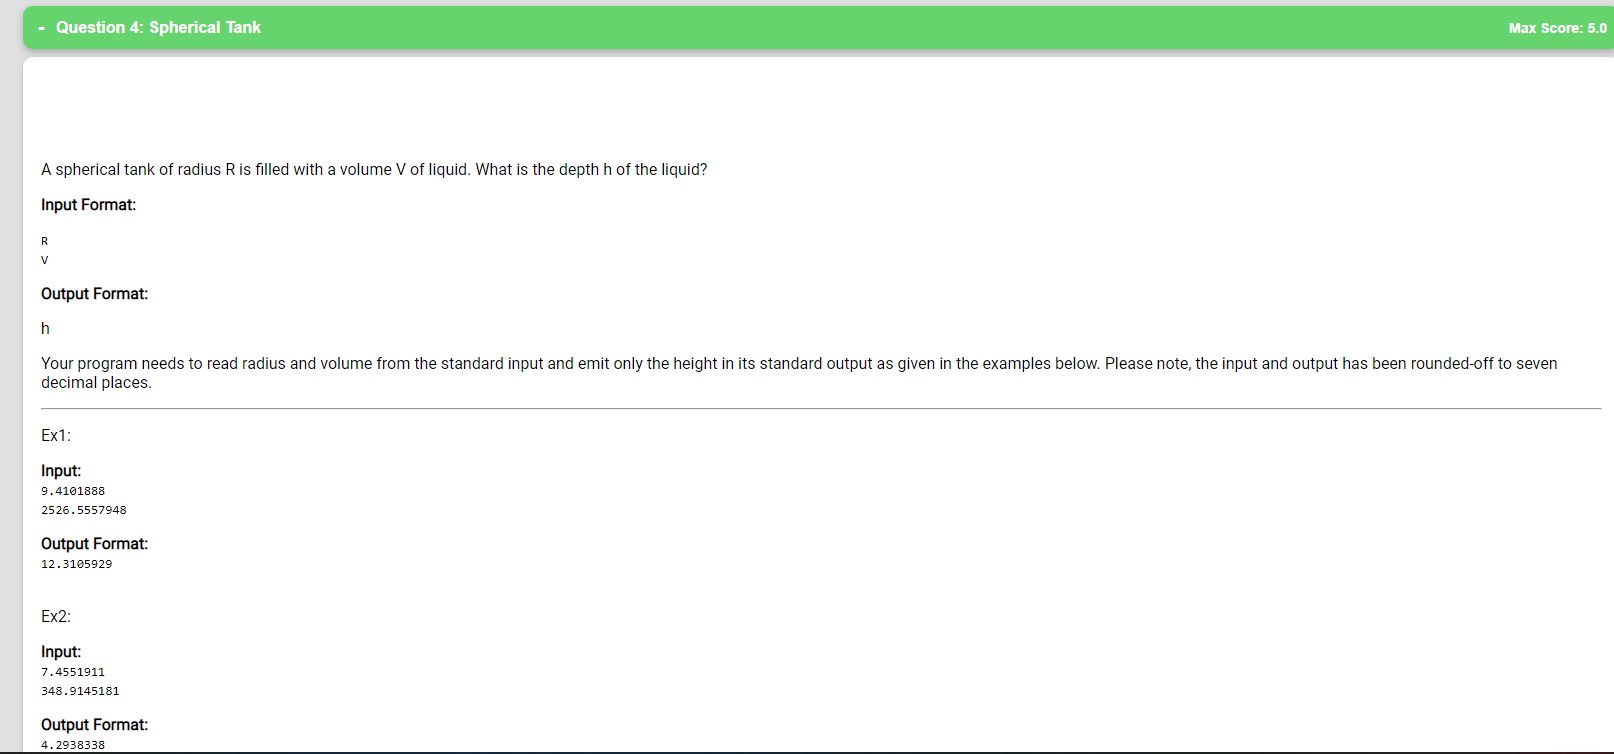 - Question 4: Spherical Tank
Max Score: 5.0
A spherical tank of radius R is filled with a volume V of liquid. What is the depth h of the liquid?
Input Format:
R
V
Output Format:
h
Your program needs to read radius and volume from the standard input and emit only the height in its standard output as given in the examples below. Please note, the input and output has been rounded-off to seven
decimal places.
Ex1:
Input:
9.4101888
2526.5557948
Output Format:
12.3105929
Ex2:
Input:
7.4551911
348.9145181
Output Format:
4.2938338